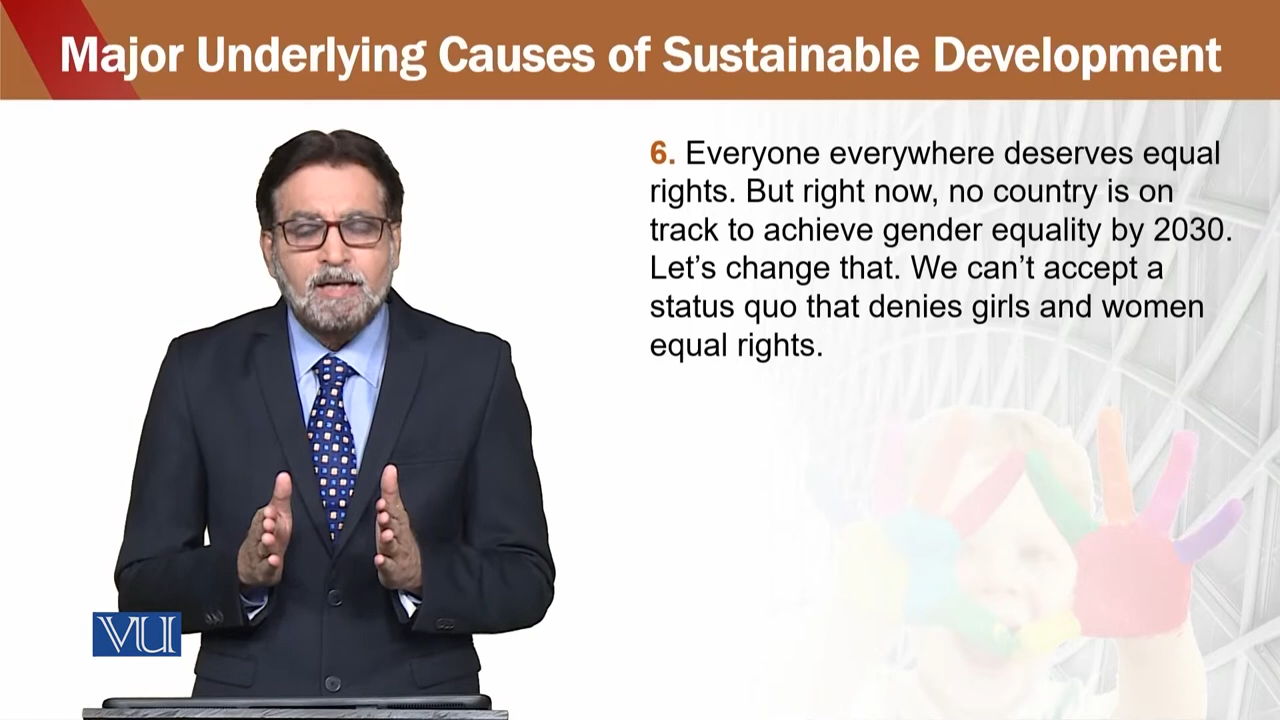 Major Underlying Causes of Sustainable Development
6. Everyone everywhere deserves equal
rights. But right now, no country is on
track to achieve gender equality by 2030.
Let’s change that. We can’t accept a
status quo that denies girls and women
equal rights.
VU